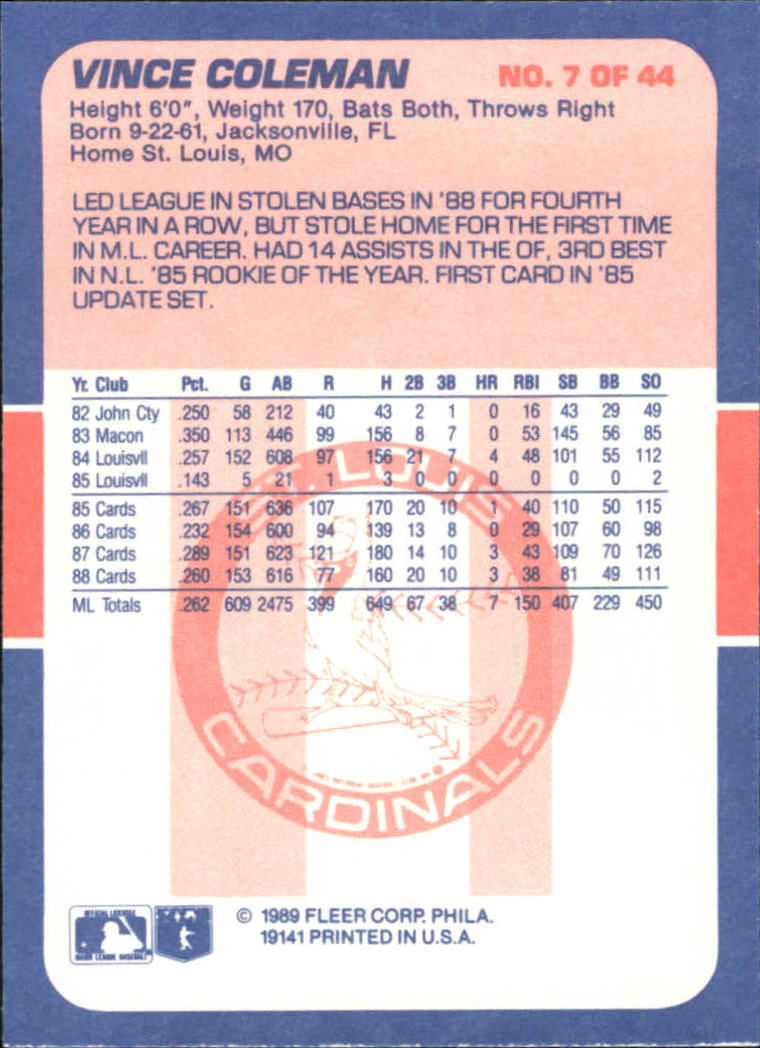 VINCE COLEMAN NO. 7 OF 44
Height 6'0", Weight 170, Bats Both, Throws Right
Born 9-22-61, Jacksonville, FL
Home St. Louis, MO
LED LEAGUE IN STOLEN BASES IN '88 FOR FOURTH
YEAR IN A ROW, BUT STOLE HOME FOR THE FIRST TIME
IN M.L. CAREER. HAD 14 ASSISTS IN THE OF, 3RD BEST
IN N.L. '85 ROOKIE OF THE YEAR. FIRST CARD IN '85
UPDATE SET.
Yr. Club Pct. G AB R H 2B 3B HR RBI SB BB SO
82 John Cty .250 58 212 40 43 2 1 0 16 43 29 49
83 Macon .350 113 446 99 156 8 7 0 53 145 56 85
84 Louisvll .257 152 608 97 156 21 7 4 48 101 55 112
85 Louisvll .143 5 21 1 3 0 0 0 0 0 0 2
85 Cards .267 151 636 107 170 20 10 1 40 110 50 115
86 Cards .232 154 600 94 139 13 8 0 29 107 60 98
87 Cards .289 151 623 121 180 14 10 3 43 109 70 126
88 Cards .260 153 616 77 160 20 10 3 38 81 49 111
ML Totals .262 609 2475 399 649 67 38 7 150 407 229 450
ST. LOUIS
CARDINALS
OFFICIAL LICENSEE
MAJOR LEAGUE BASEBALL
© 1989 FLEER CORP. PHILA.
19141 PRINTED IN U.S.A.